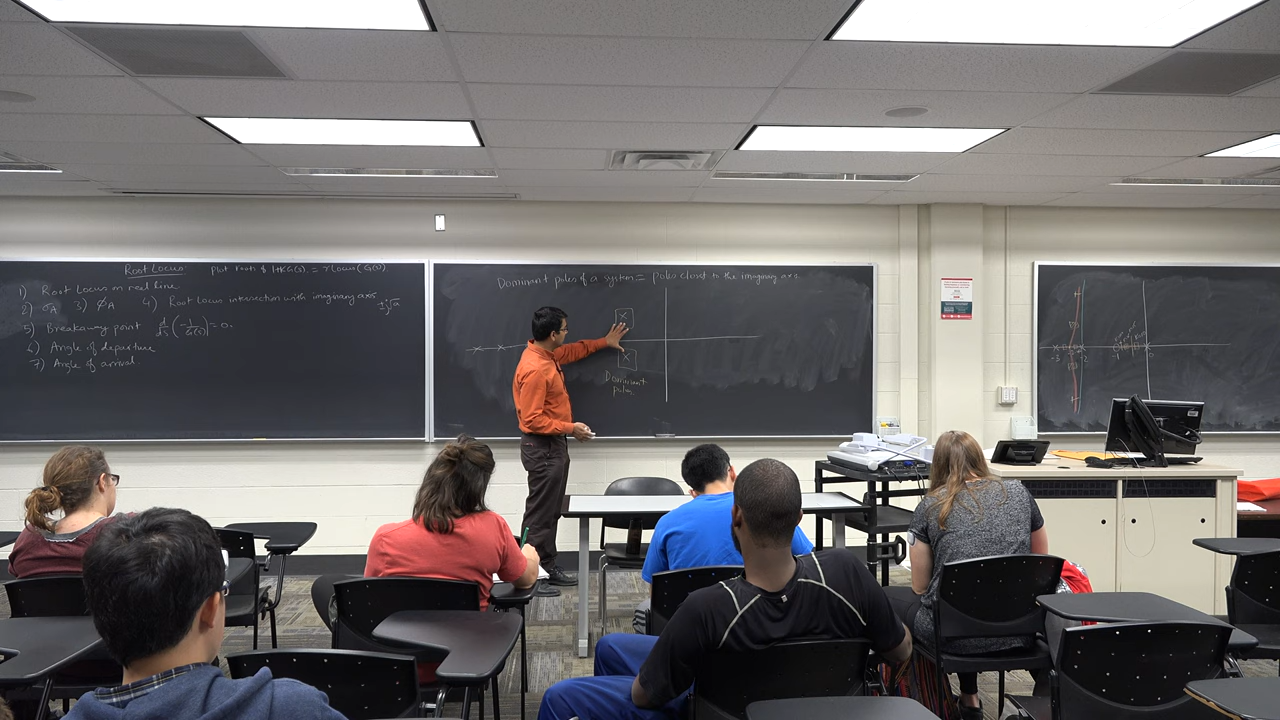 Root Locus: Plot roots of 1+KG(s) = rlocus(G(s))
1) Root Locus on real line
2) σA 3) ϕA 4) Root Locus intersection with imaginary axis
5) Breakaway point d/ds (1/G(s)) = 0.
6) Angle of departure
7) Angle of arrival.
Dominant poles of a system = Poles closest to the imaginary axis
Dominant
poles
-3